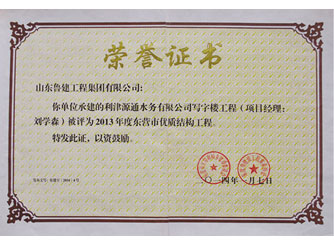 荣誉证书
山东鲁建工程集团有限公司:
你单位承建的利津源通水务有限公司写字楼工程(项目经理:
刘学森)被评为2013年度东营市优质结构工程。
特发此证,以资鼓励。
二〇一四年一月七日